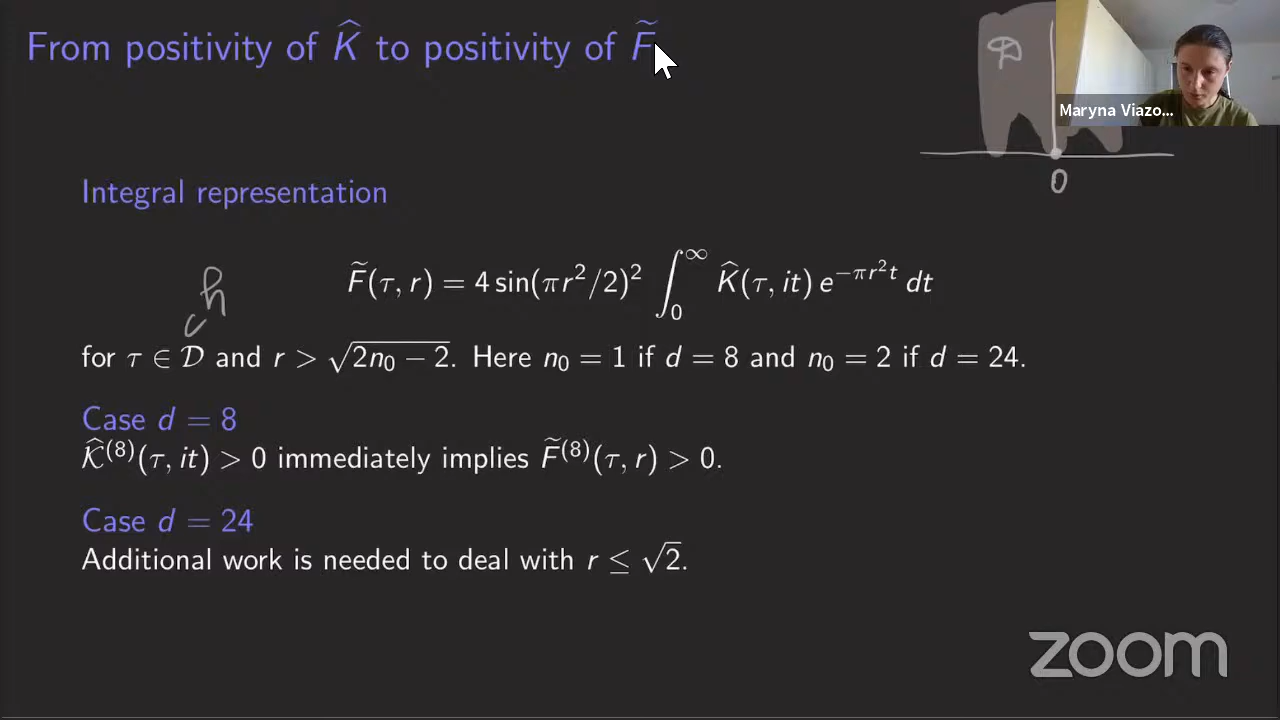 From positivity of K̂ to positivity of F̃
Maryna Viazo...
0
Integral representation
F̃(τ, r) = 4 sin(πr²/2)² ∫₀^∞ K̂(τ, it) e^{−πr²t} dt
for τ ∈ 𝒟 and r > √(2n₀ − 2). Here n₀ = 1 if d = 8 and n₀ = 2 if d = 24.
Case d = 8
𝒦̂⁽⁸⁾(τ, it) > 0 immediately implies F̃⁽⁸⁾(τ, r) > 0.
Case d = 24
Additional work is needed to deal with r ≤ √2.
zoom